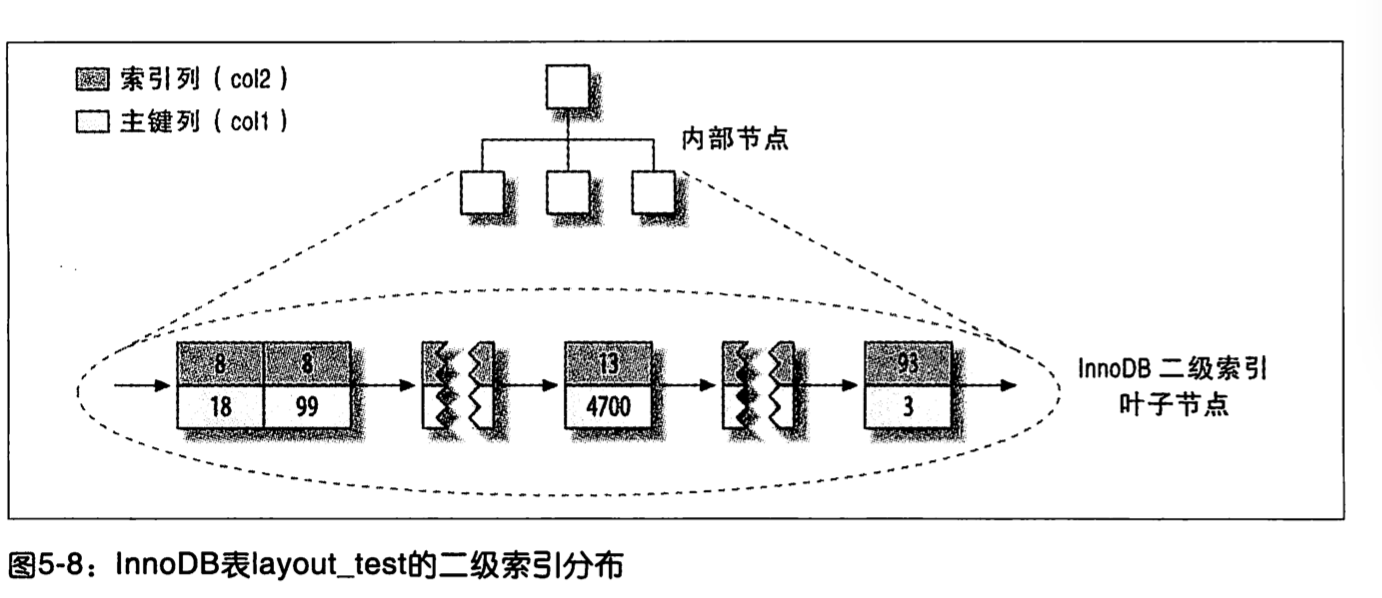 索引列（col2）
主键列（col1）
内部节点
8 8 13 93
18 99 4700 3
InnoDB 二级索引
叶子节点
图5-8：InnoDB表layout_test的二级索引分布